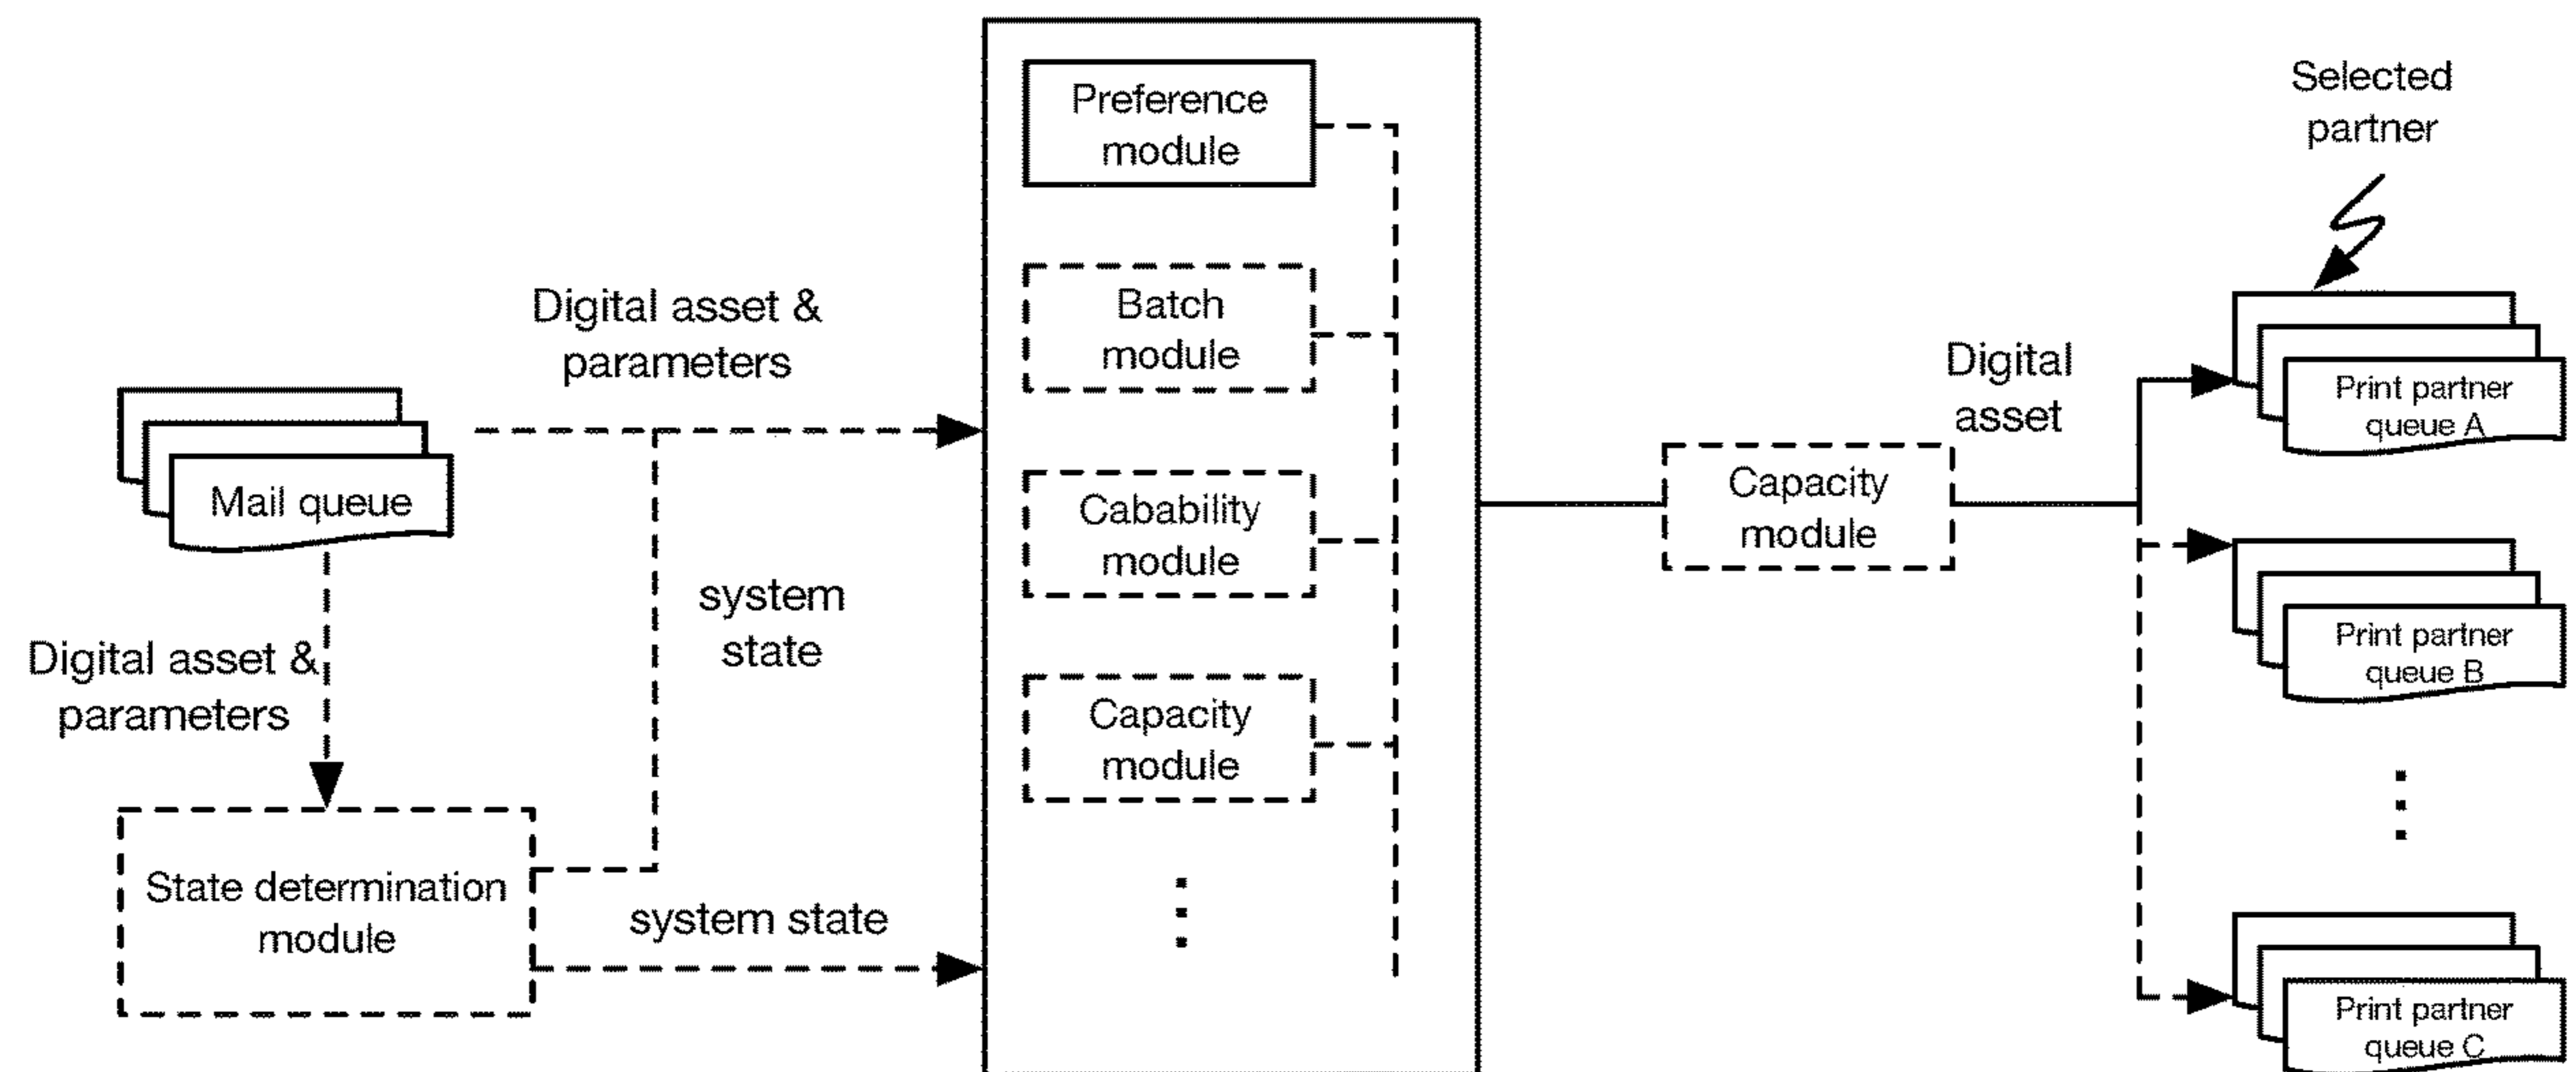 Digital asset &
parameters
Mail queue
Digital asset &
parameters
system
state
State determination
module
system state
Preference
module
Batch
module
Cabability
module
Capacity
module
Capacity
module
Digital
asset
Selected
partner
Print partner
queue A
Print partner
queue B
Print partner
queue C